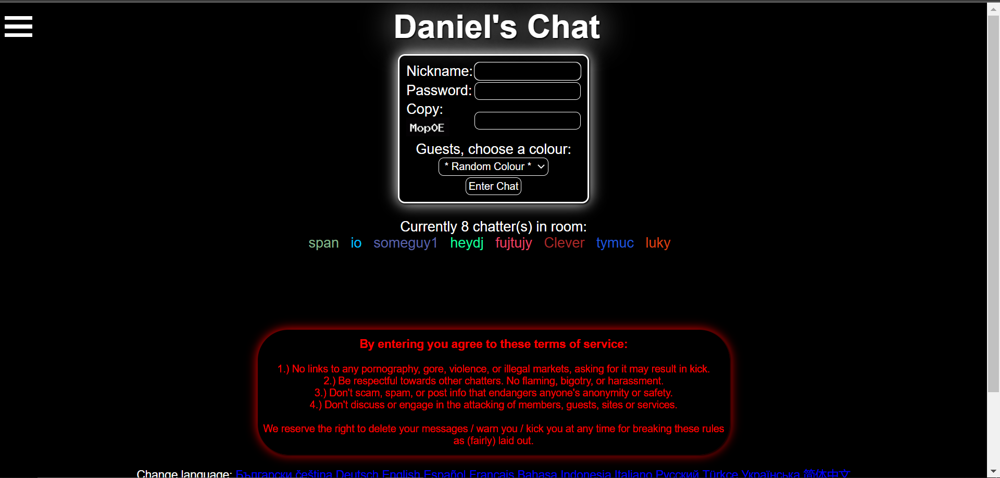 Daniel's Chat
Nickname:
Password:
Copy:
MopOE
Guests, choose a colour:
* Random Colour *
Enter Chat
Currently 8 chatter(s) in room:
span io someguy1 heydj fujtujy Clever tymuc luky
By entering you agree to these terms of service:
1.) No links to any pornography, gore, violence, or illegal markets, asking for it may result in kick.
2.) Be respectful towards other chatters. No flaming, bigotry, or harassment.
3.) Don't scam, spam, or post info that endangers anyone's anonymity or safety.
4.) Don't discuss or engage in the attacking of members, guests, sites or services.
We reserve the right to delete your messages / warn you / kick you at any time for breaking these rules
as (fairly) laid out.
Change language: Български čeština Deutsch English Español Français Bahasa Indonesia Italiano Русский Türkçe Українська 简体中文